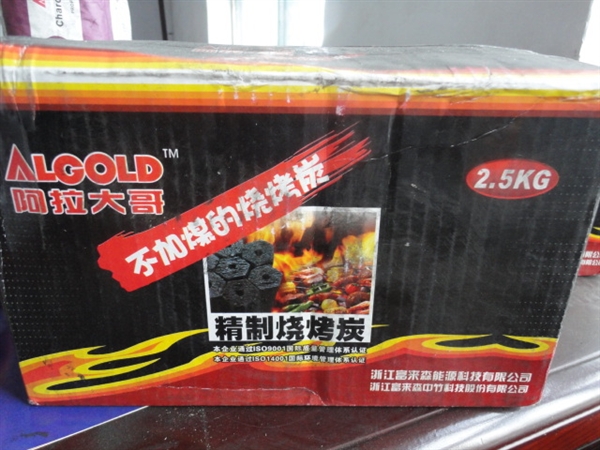 Char
ALGOLD™
阿拉大哥
不加煤的烧烤炭
2.5KG
精制烧烤炭
本企业通过ISO9001国际质量管理体系认证
本企业通过ISO14001国际环境管理体系认证
浙江富来森能源科技有限公司
浙江富来森中竹科技股份有限公司